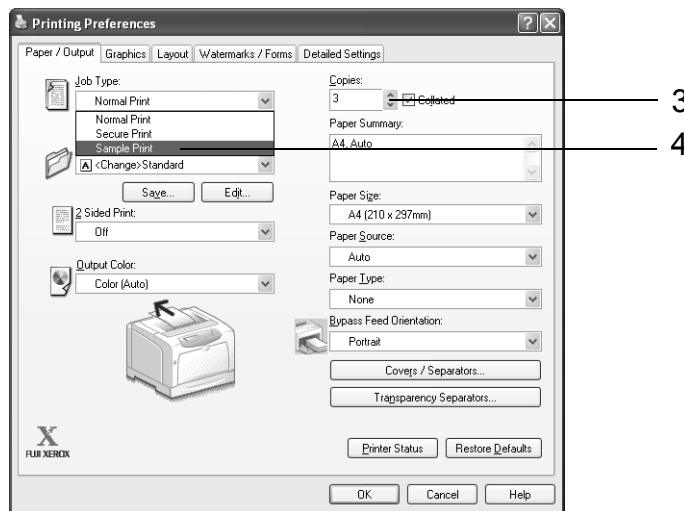 Printing Preferences
Paper / Output Graphics Layout Watermarks / Forms Detailed Settings
Job Type:
Normal Print
Normal Print
Secure Print
Sample Print
<Change>Standard
Save... Edit...
2 Sided Print:
Off
Output Color:
Color (Auto)
Copies:
3 Collated
3
Paper Summary:
4
A4, Auto
Paper Size:
A4 (210 x 297mm)
Paper Source:
Auto
Paper Type:
None
Bypass Feed Orientation:
Portrait
Covers / Separators...
Transparency Separators...
X
FUJI XEROX
Printer Status Restore Defaults
OK Cancel Help